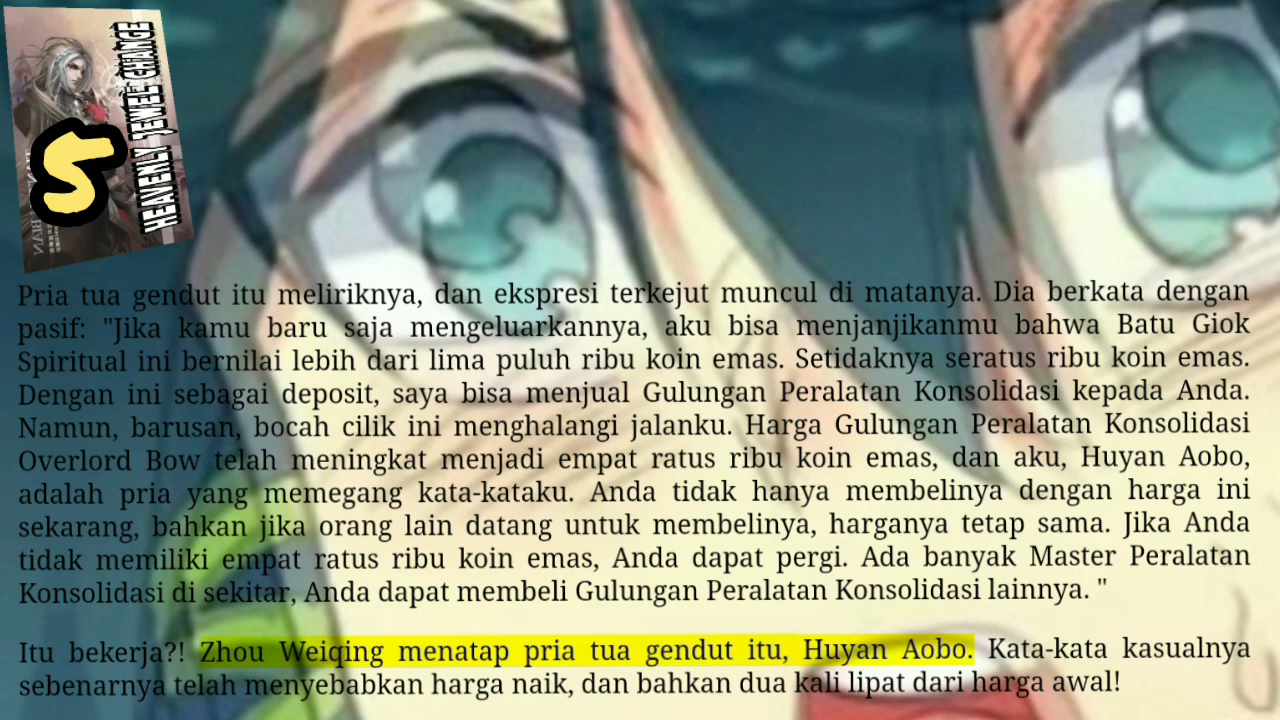 HEAVENLY JEWEL CHANGE
5
Pria tua gendut itu meliriknya, dan ekspresi terkejut muncul di matanya. Dia berkata dengan
pasif: "Jika kamu baru saja mengeluarkannya, aku bisa menjanjikanmu bahwa Batu Giok
Spiritual ini bernilai lebih dari lima puluh ribu koin emas. Setidaknya seratus ribu koin emas.
Dengan ini sebagai deposit, saya bisa menjual Gulungan Peralatan Konsolidasi kepada Anda.
Namun, barusan, bocah cilik ini menghalangi jalanku. Harga Gulungan Peralatan Konsolidasi
Overlord Bow telah meningkat menjadi empat ratus ribu koin emas, dan aku, Huyan Aobo,
adalah pria yang memegang kata-kataku. Anda tidak hanya membelinya dengan harga ini
sekarang, bahkan jika orang lain datang untuk membelinya, harganya tetap sama. Jika Anda
tidak memiliki empat ratus ribu koin emas, Anda dapat pergi. Ada banyak Master Peralatan
Konsolidasi di sekitar, Anda dapat membeli Gulungan Peralatan Konsolidasi lainnya. "
Itu bekerja?! Zhou Weiqing menatap pria tua gendut itu, Huyan Aobo. Kata-kata kasualnya
sebenarnya telah menyebabkan harga naik, dan bahkan dua kali lipat dari harga awal!